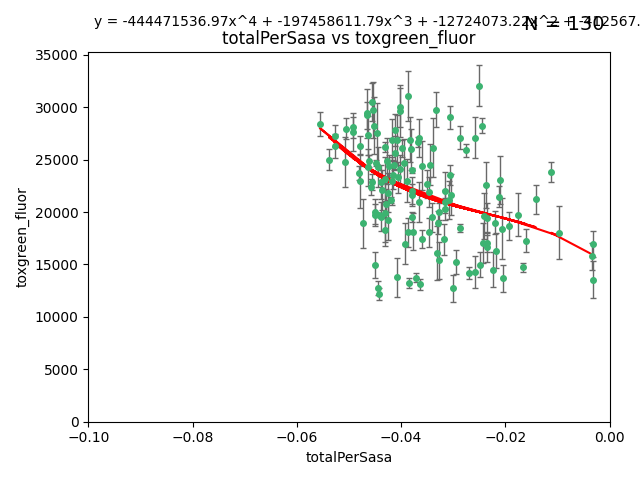 y = -444471536.97x^4 + -197458611.79x^3 + -12724073.22x^2 + -412567.
N = 130
totalPerSasa vs toxgreen_fluor
35000
30000
25000
20000
15000
10000
5000
0
toxgreen_fluor
−0.10 −0.08 −0.06 −0.04 −0.02 0.00
totalPerSasa